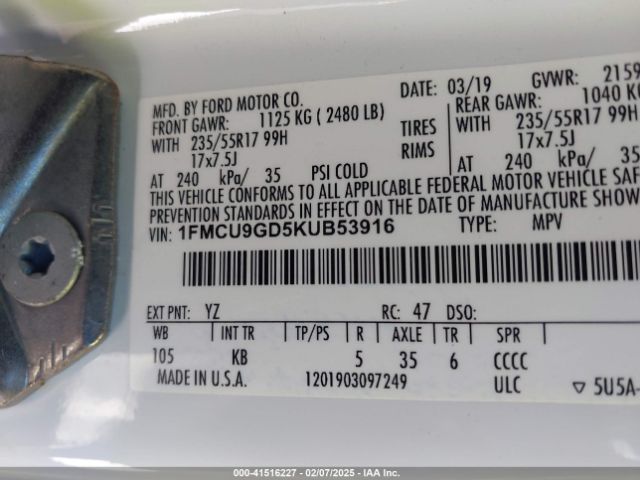 MFD. BY FORD MOTOR CO. DATE: 03/19 GVWR: 2159
FRONT GAWR: 1125 KG ( 2480 LB) REAR GAWR: 1040 KG
WITH 235/55R17 99H TIRES WITH 235/55R17 99H
17x7.5J RIMS 17x7.5J
AT 240 kPa/ 35 PSI COLD AT 240 kPa/ 35
THIS VEHICLE CONFORMS TO ALL APPLICABLE FEDERAL MOTOR VEHICLE SAF
PREVENTION STANDARDS IN EFFECT ON THE DATE OF MANUFACTURE SHOW
VIN: 1FMCU9GD5KUB53916 TYPE: MPV
EXT PNT: YZ RC: 47 DSO:
WB INT TR TP/PS R AXLE TR SPR
105 KB 5 35 6 CCCC
MADE IN U.S.A. 1201903097249 ULC ▽ 5U5A-
000-41516227 - 02/07/2025 - IAA Inc.